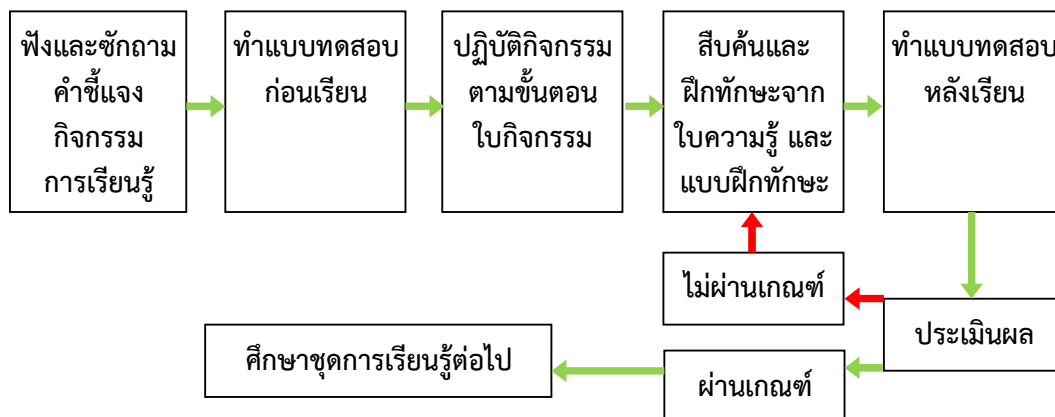 ฟังและซักถาม
คำชี้แจง
กิจกรรม
การเรียนรู้
ทำแบบทดสอบ
ก่อนเรียน
ปฏิบัติกิจกรรม
ตามขั้นตอน
ใบกิจกรรม
สืบค้นและ
ฝึกทักษะจาก
ใบความรู้ และ
แบบฝึกทักษะ
ทำแบบทดสอบ
หลังเรียน
ไม่ผ่านเกณฑ์
ประเมินผล
ศึกษาชุดการเรียนรู้ต่อไป
ผ่านเกณฑ์